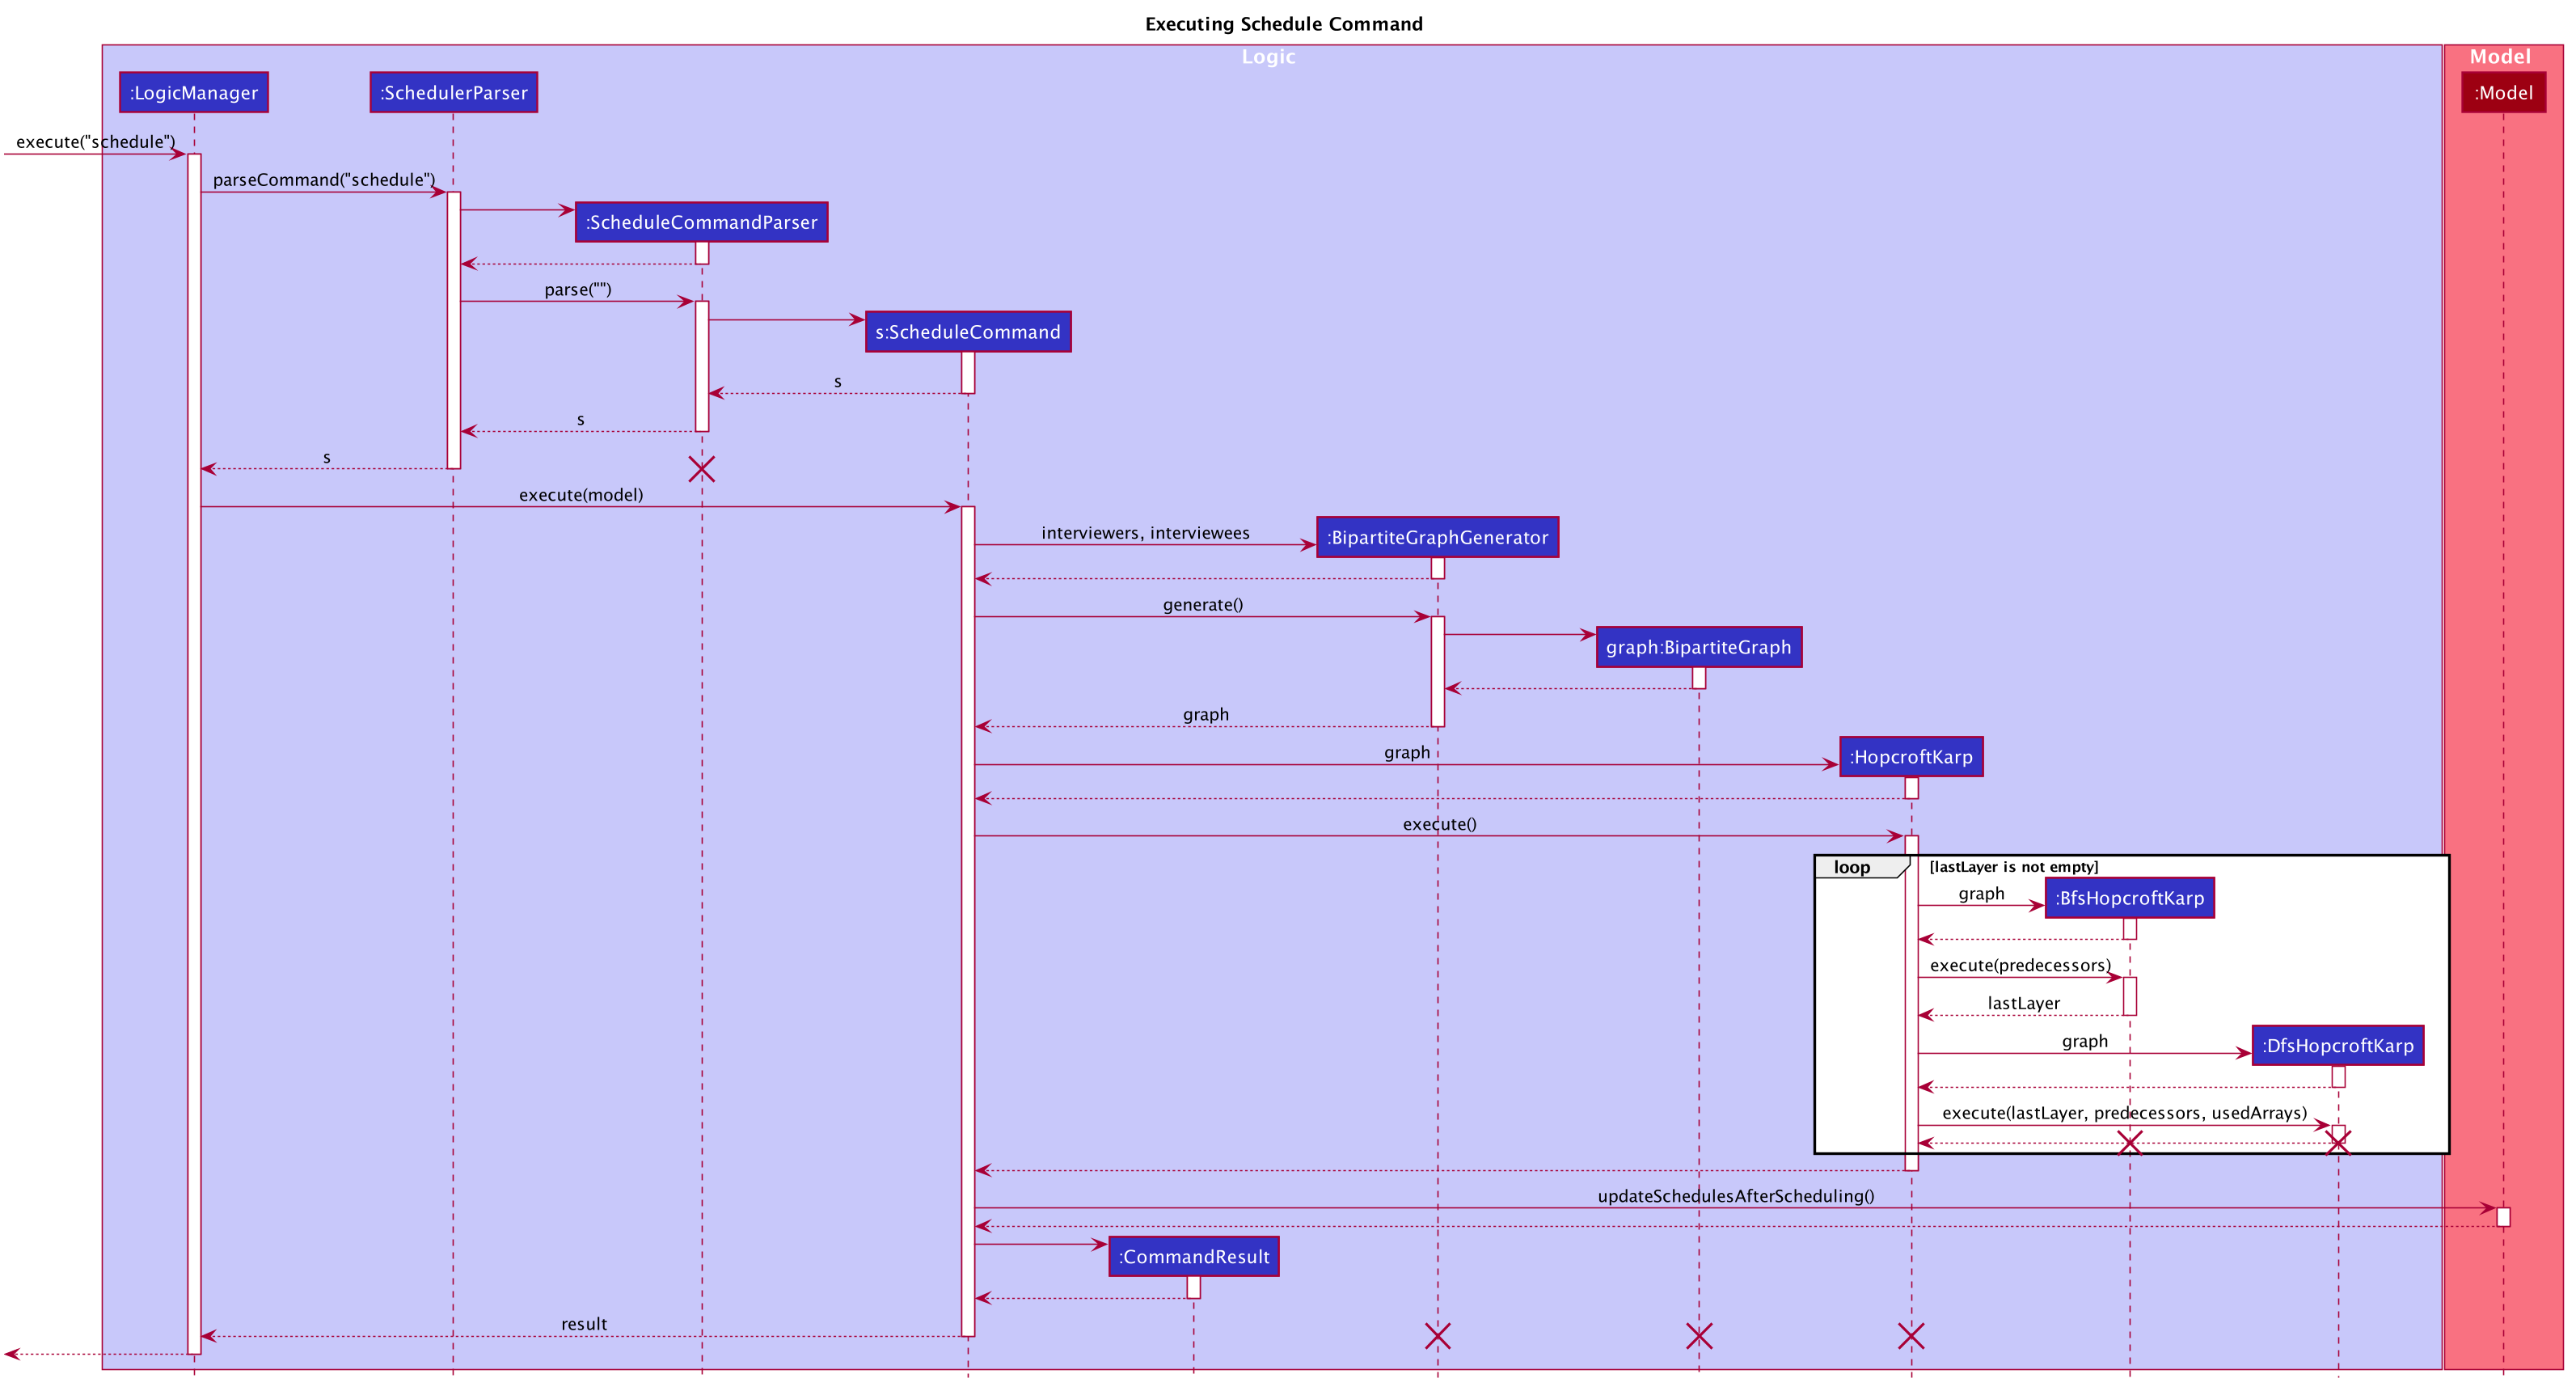 Executing Schedule Command
Logic
Model
:LogicManager
:SchedulerParser
:Model
execute("schedule")
parseCommand("schedule")
:ScheduleCommandParser
parse("")
s:ScheduleCommand
s
s
s
execute(model)
interviewers, interviewees
:BipartiteGraphGenerator
generate()
graph:BipartiteGraph
graph
graph
:HopcroftKarp
execute()
loop
[lastLayer is not empty]
graph
:BfsHopcroftKarp
execute(predecessors)
lastLayer
graph
:DfsHopcroftKarp
execute(lastLayer, predecessors, usedArrays)
updateSchedulesAfterScheduling()
:CommandResult
result